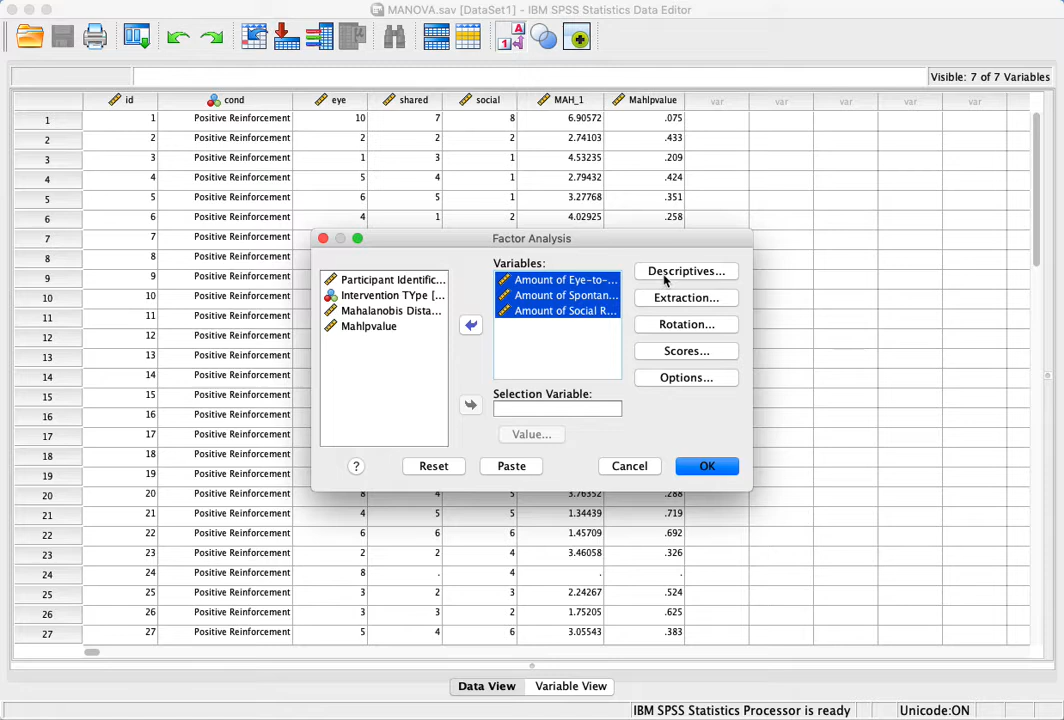 MANOVA.sav [DataSet1] - IBM SPSS Statistics Data Editor
Visible: 7 of 7 Variables
id cond eye shared social MAH_1 Mahlpvalue var var var var var
1 1 Positive Reinforcement 10 7 8 6.90572 .075
2 2 Positive Reinforcement 2 2 2 2.74103 .433
3 3 Positive Reinforcement 1 3 1 4.53235 .209
4 4 Positive Reinforcement 5 4 1 2.79432 .424
5 5 Positive Reinforcement 6 5 1 3.27768 .351
6 6 Positive Reinforcement 4 1 2 4.02925 .258
7 7 Positive Reinforcement
8 8 Positive Reinforcement
9 9 Positive Reinforcement
10 10 Positive Reinforcement
11 11 Positive Reinforcement
12 12 Positive Reinforcement
13 13 Positive Reinforcement
14 14 Positive Reinforcement
15 15 Positive Reinforcement
16 16 Positive Reinforcement
17 17 Positive Reinforcement
18 18 Positive Reinforcement
19 19 Positive Reinforcement
20 20 Positive Reinforcement 8 4 5 3.76352 .288
21 21 Positive Reinforcement 4 5 5 1.34439 .719
22 22 Positive Reinforcement 6 6 6 1.45709 .692
23 23 Positive Reinforcement 2 2 4 3.46058 .326
24 24 Positive Reinforcement 8 . 4 . .
25 25 Positive Reinforcement 3 2 3 2.24267 .524
26 26 Positive Reinforcement 3 3 2 1.75205 .625
27 27 Positive Reinforcement 5 4 6 3.05543 .383
Factor Analysis
Participant Identific...
Intervention TYpe [...
Mahalanobis Dista...
Mahlpvalue
Variables:
Amount of Eye-to-...
Amount of Spontan...
Amount of Social R...
Selection Variable:
Value...
Descriptives...
Extraction...
Rotation...
Scores...
Options...
?
Reset
Paste
Cancel
OK
Data View
Variable View
IBM SPSS Statistics Processor is ready
Unicode:ON